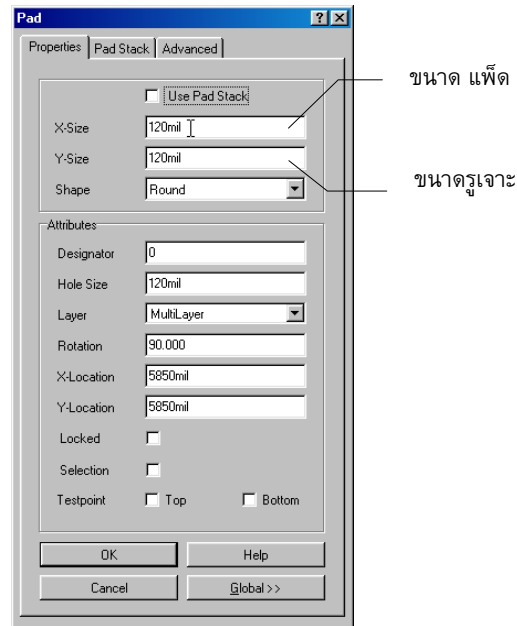 Pad
Properties Pad Stack Advanced
Use Pad Stack
X-Size 120mil
Y-Size 120mil
Shape Round
Attributes
Designator 0
Hole Size 120mil
Layer MultiLayer
Rotation 90.000
X-Location 5850mil
Y-Location 5850mil
Locked
Selection
Testpoint Top Bottom
OK Help
Cancel Global >>
ขนาด แพ็ด
ขนาดรูเจาะ